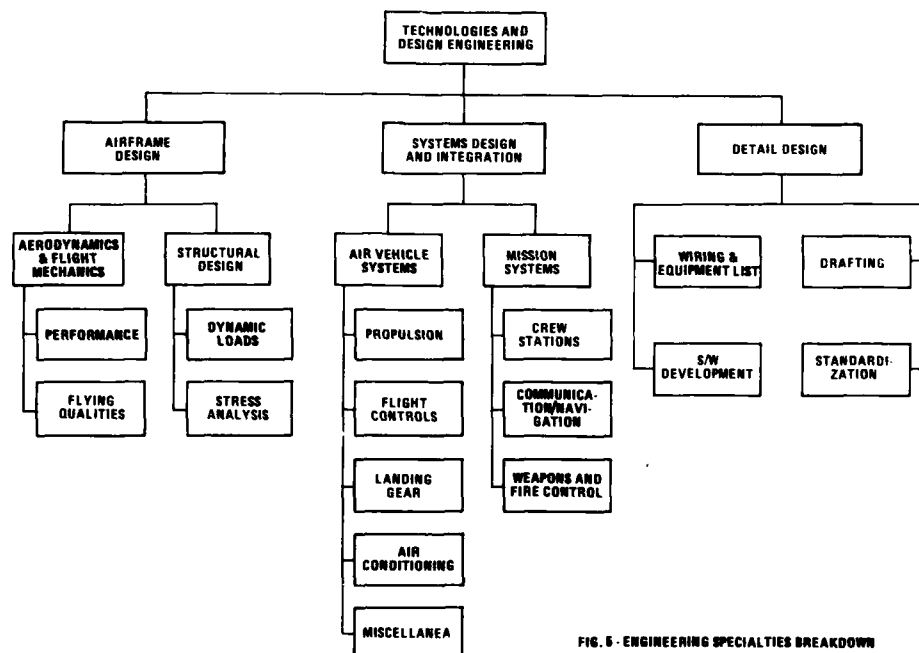 TECHNOLOGIES AND
DESIGN ENGINEERING
AIRFRAME
DESIGN
SYSTEMS DESIGN
AND INTEGRATION
DETAIL DESIGN
AERODYNAMICS
& FLIGHT
MECHANICS
STRUCTURAL
DESIGN
AIR VEHICLE
SYSTEMS
MISSION
SYSTEMS
WIRING &
EQUIPMENT LIST
DRAFTING
PERFORMANCE
DYNAMIC
LOADS
PROPULSION
CREW
STATIONS
S/W
DEVELOPMENT
STANDARDI-
ZATION
FLYING
QUALITIES
STRESS
ANALYSIS
FLIGHT
CONTROLS
COMMUNICA-
TION/NAVI-
GATION
LANDING
GEAR
WEAPONS AND
FIRE CONTROL
AIR
CONDITIONING
MISCELLANEA
FIG. 5 - ENGINEERING SPECIALTIES BREAKDOWN